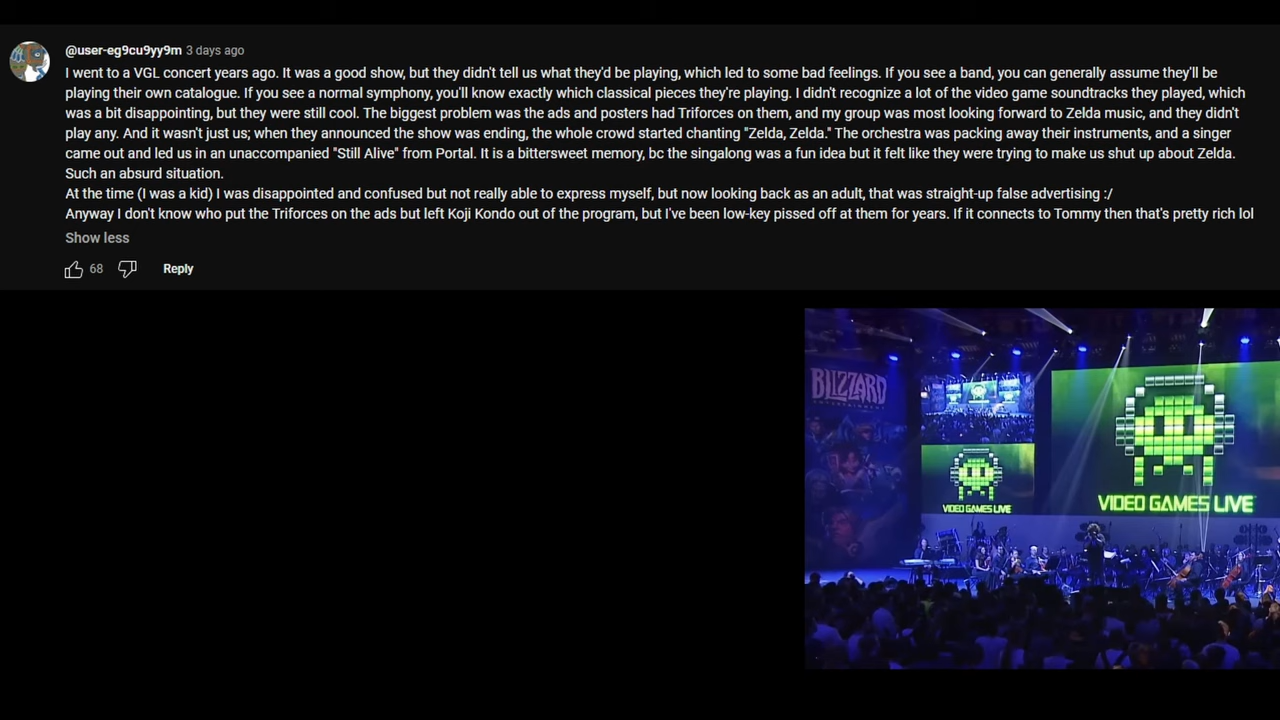 @user-eg9cu9yy9m 3 days ago
I went to a VGL concert years ago. It was a good show, but they didn't tell us what they'd be playing, which led to some bad feelings. If you see a band, you can generally assume they'll be
playing their own catalogue. If you see a normal symphony, you'll know exactly which classical pieces they're playing. I didn't recognize a lot of the video game soundtracks they played, which
was a bit disappointing, but they were still cool. The biggest problem was the ads and posters had Triforces on them, and my group was most looking forward to Zelda music, and they didn't
play any. And it wasn't just us; when they announced the show was ending, the whole crowd started chanting "Zelda, Zelda." The orchestra was packing away their instruments, and a singer
came out and led us in an unaccompanied "Still Alive" from Portal. It is a bittersweet memory, bc the singalong was a fun idea but it felt like they were trying to make us shut up about Zelda.
Such an absurd situation.
At the time (I was a kid) I was disappointed and confused but not really able to express myself, but now looking back as an adult, that was straight-up false advertising :/
Anyway I don't know who put the Triforces on the ads but left Koji Kondo out of the program, but I've been low-key pissed off at them for years. If it connects to Tommy then that's pretty rich lol
Show less
68
Reply
BLIZZARD
ENTERTAINMENT
VIDEO GAMES LIVE
VIDEO GAMES LIVE